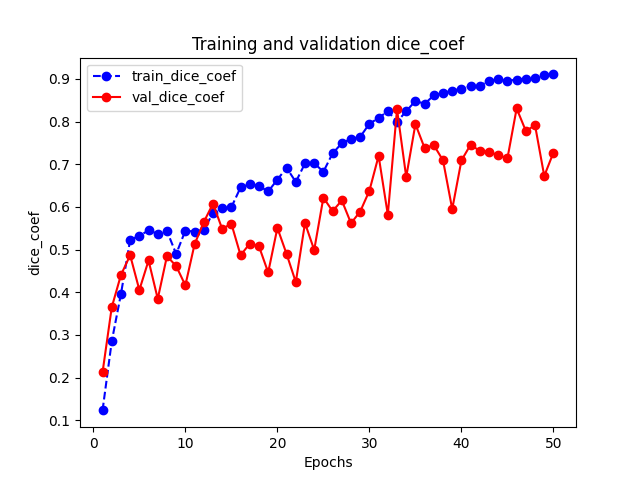 Training and validation dice_coef
train_dice_coef
val_dice_coef
dice_coef
0.9
0.8
0.7
0.6
0.5
0.4
0.3
0.2
0.1
0 10 20 30 40 50
Epochs